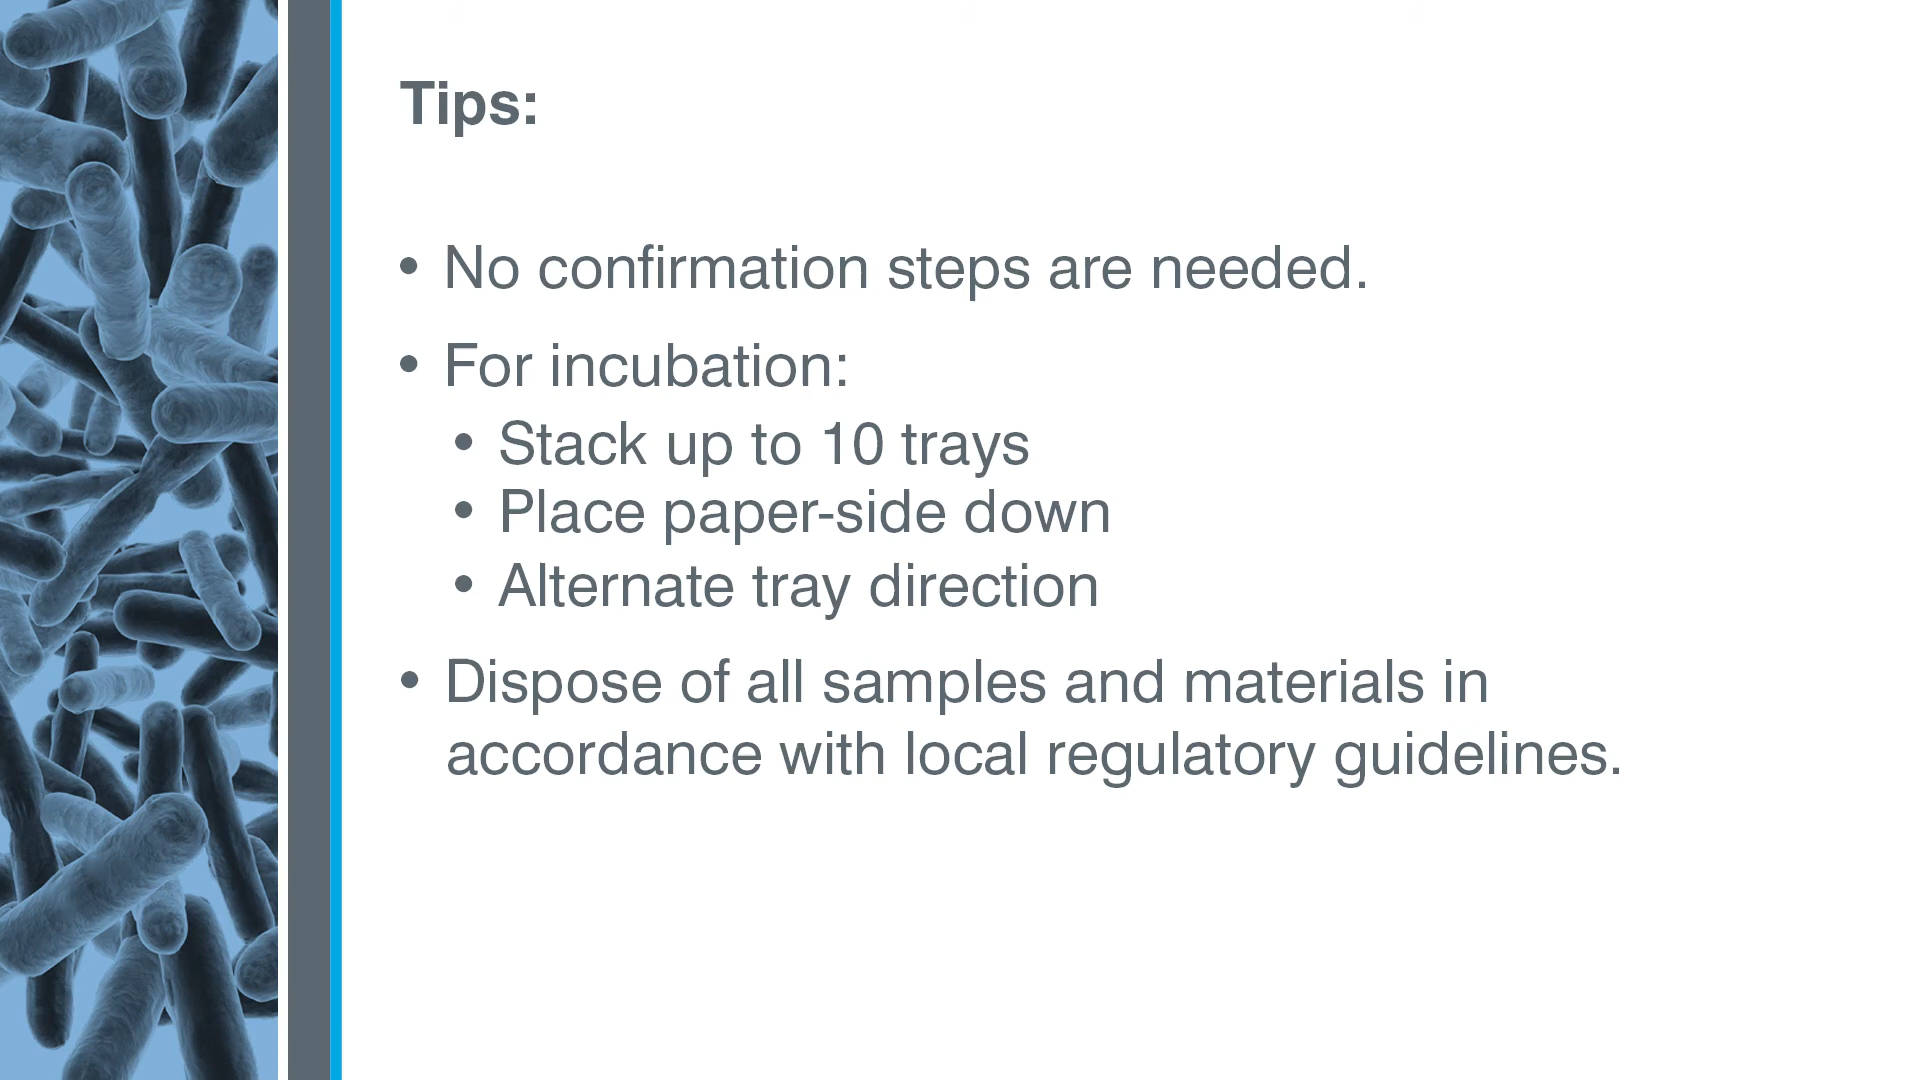 Tips:
• No confirmation steps are needed.
• For incubation:
• Stack up to 10 trays
• Place paper-side down
• Alternate tray direction
• Dispose of all samples and materials in
accordance with local regulatory guidelines.